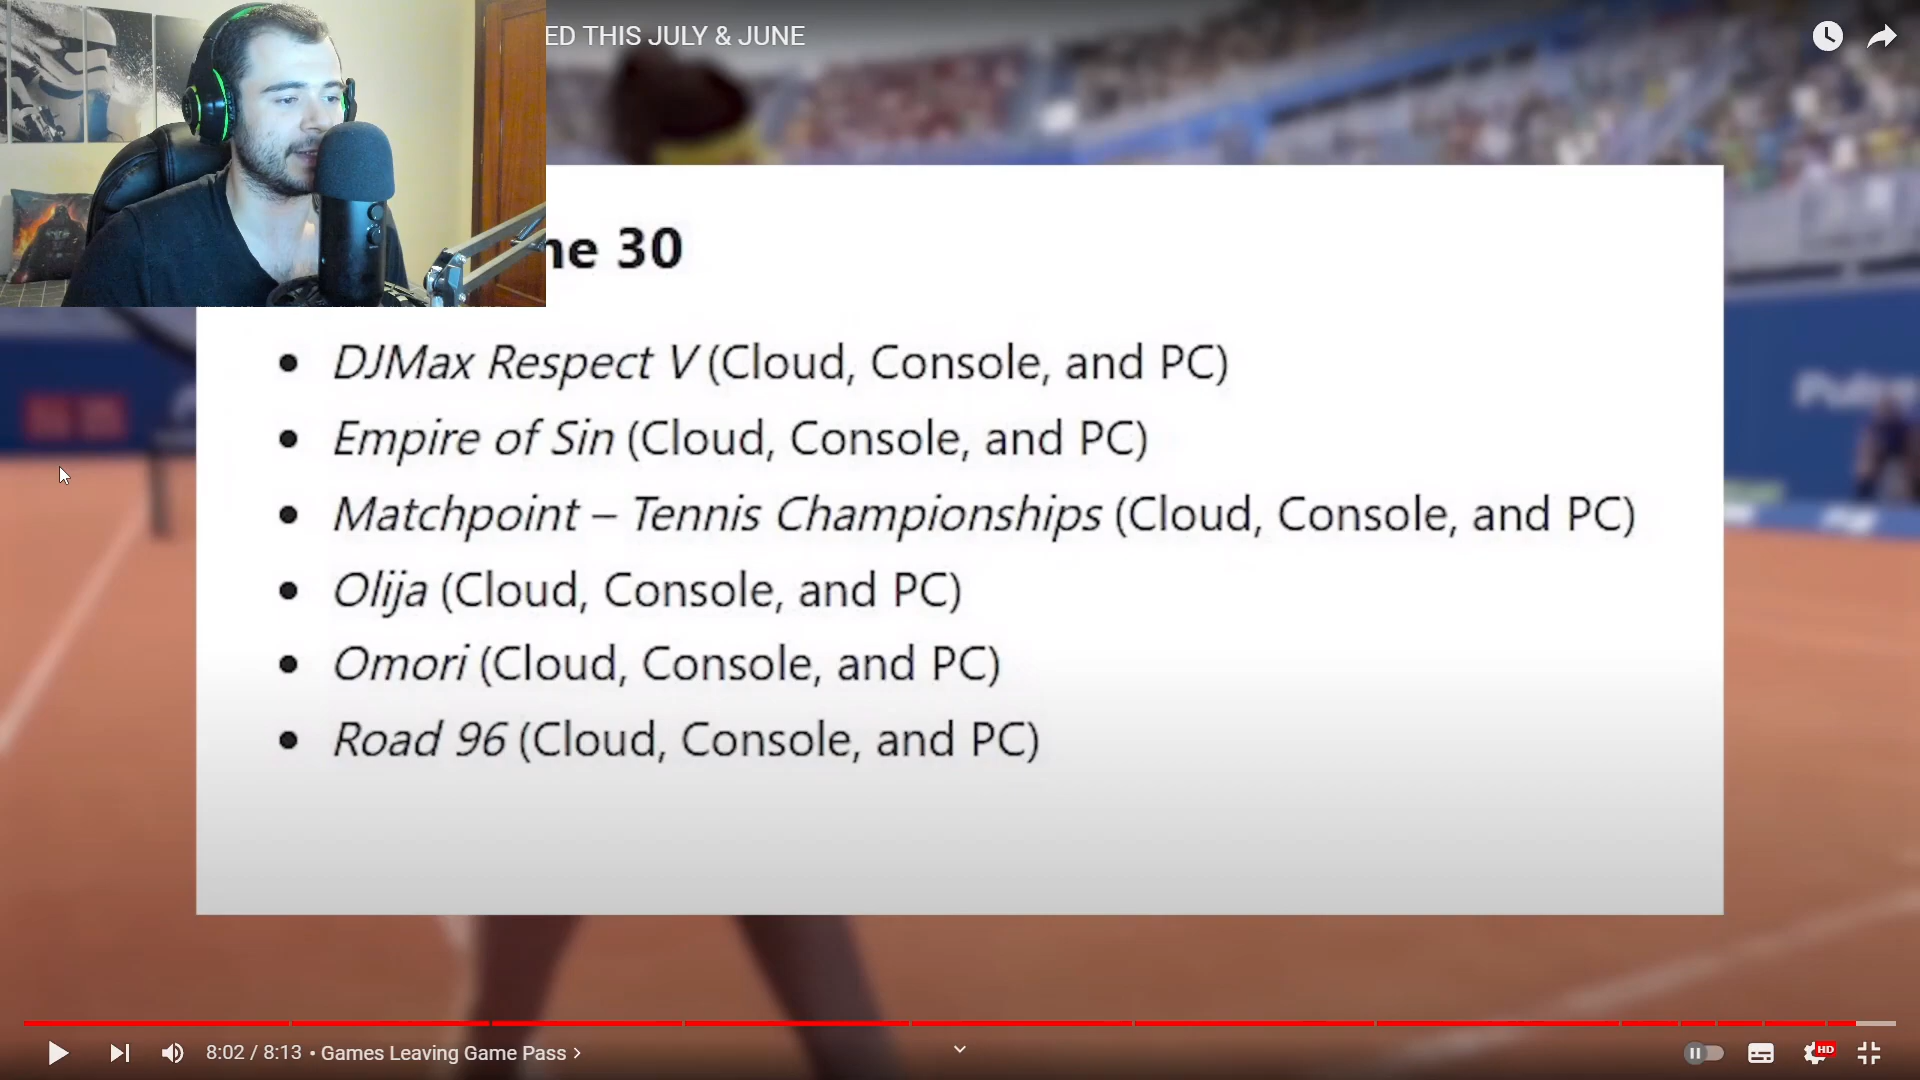 ED THIS JULY & JUNE
ne 30
DJMax Respect V (Cloud, Console, and PC)
Empire of Sin (Cloud, Console, and PC)
Matchpoint – Tennis Championships (Cloud, Console, and PC)
Olija (Cloud, Console, and PC)
Omori (Cloud, Console, and PC)
Road 96 (Cloud, Console, and PC)
8:02 / 8:13 • Games Leaving Game Pass >
HD